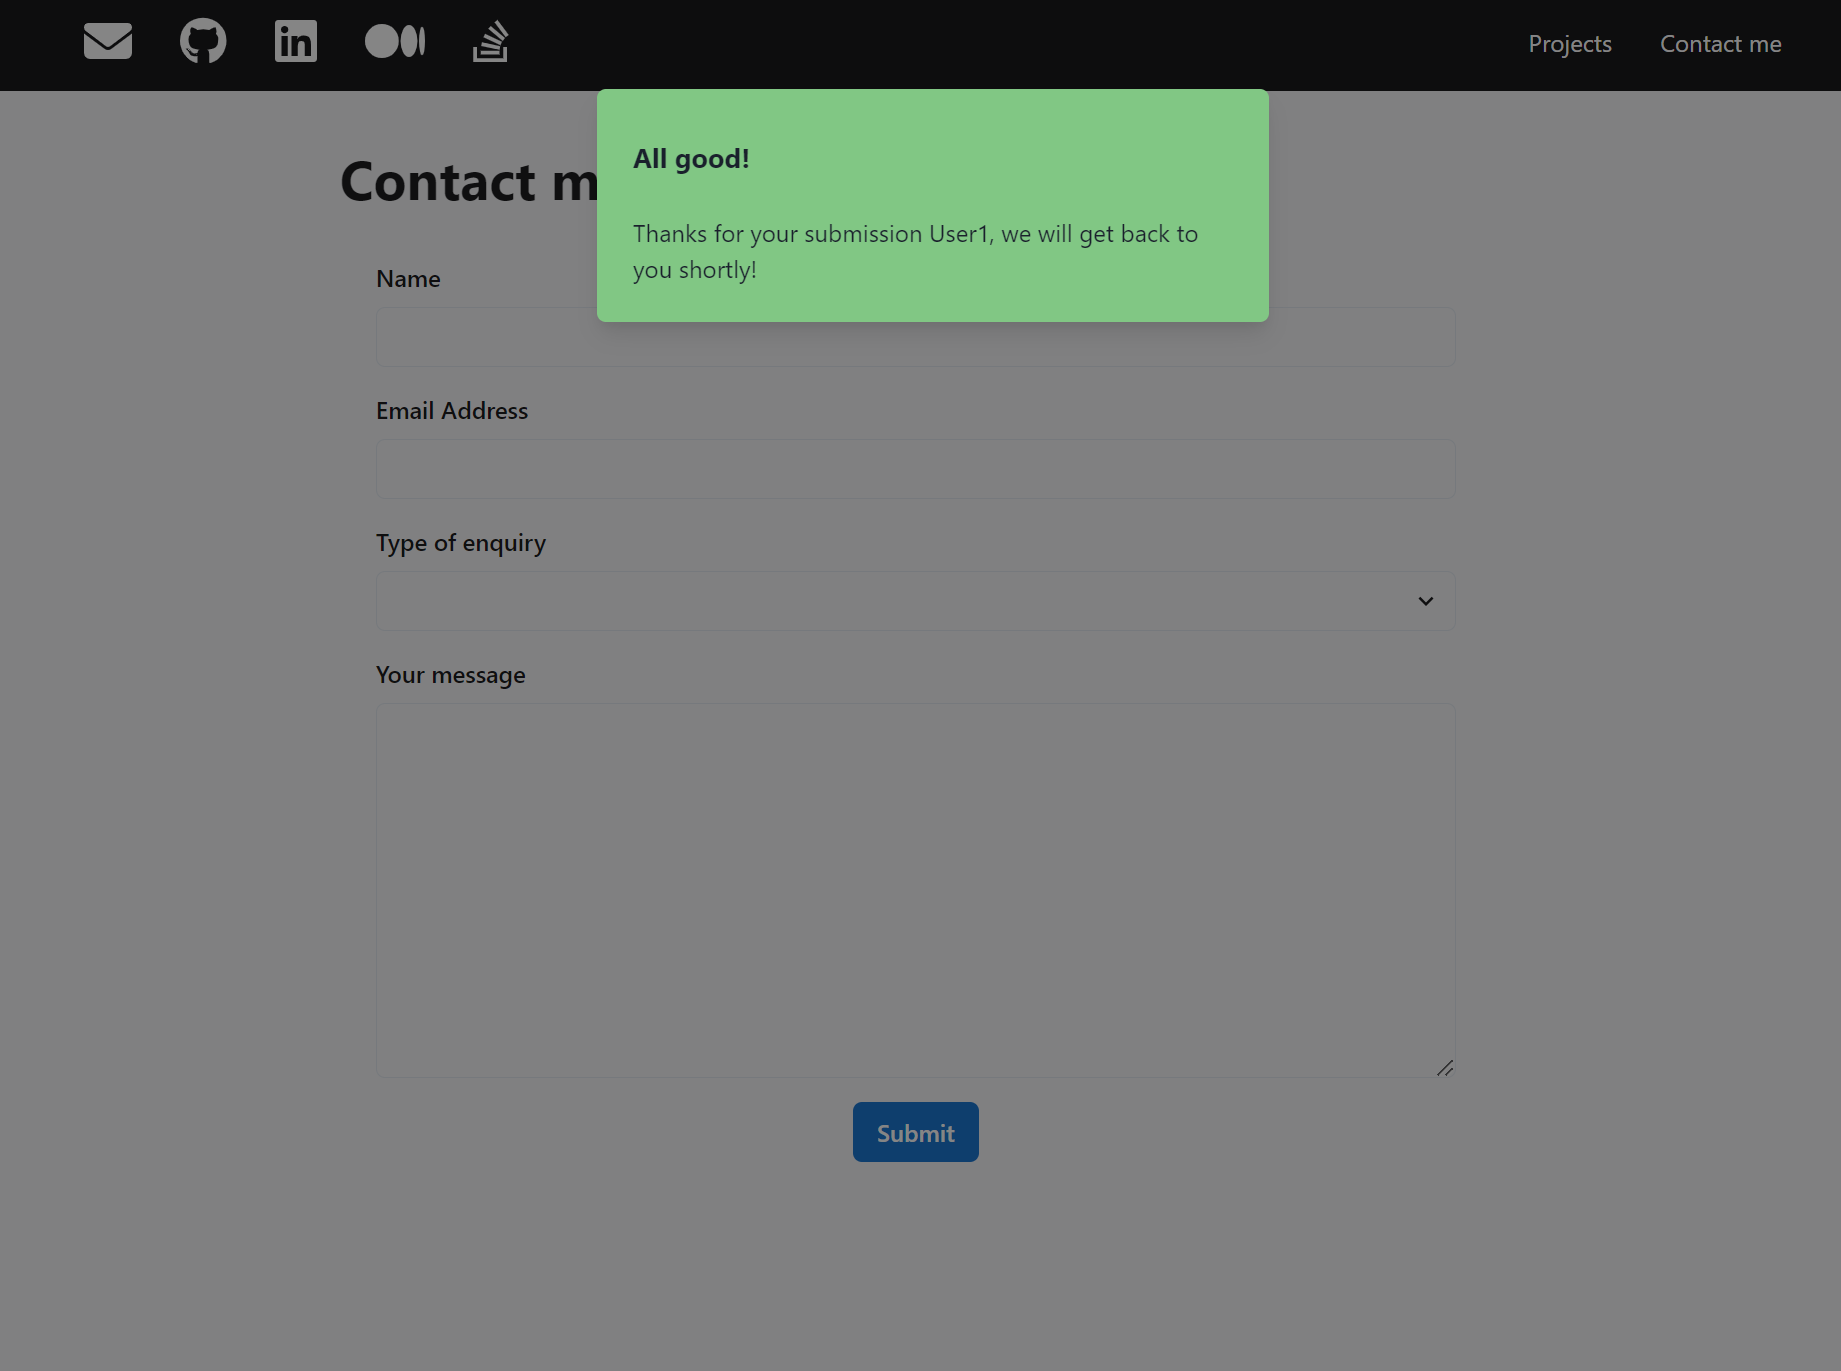 Projects
Contact me
All good!
Contact m
Thanks for your submission User1, we will get back to
you shortly!
Name
Email Address
Type of enquiry
Your message
Submit